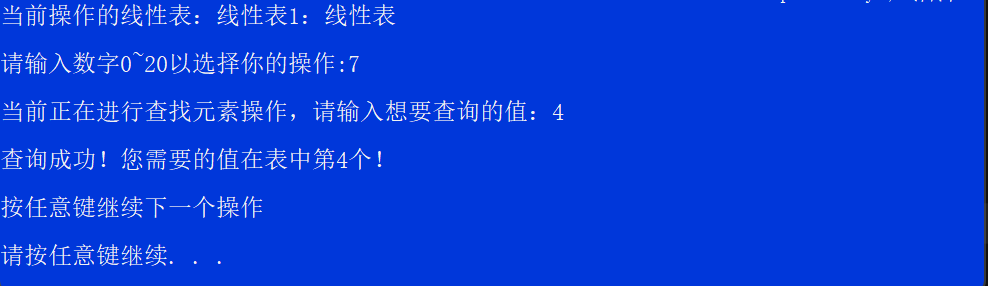 当前操作的线性表：线性表1：线性表
请输入数字0~20以选择你的操作:7
当前正在进行查找元素操作，请输入想要查询的值：4
查询成功！您需要的值在表中第4个！
按任意键继续下一个操作
请按任意键继续. . .